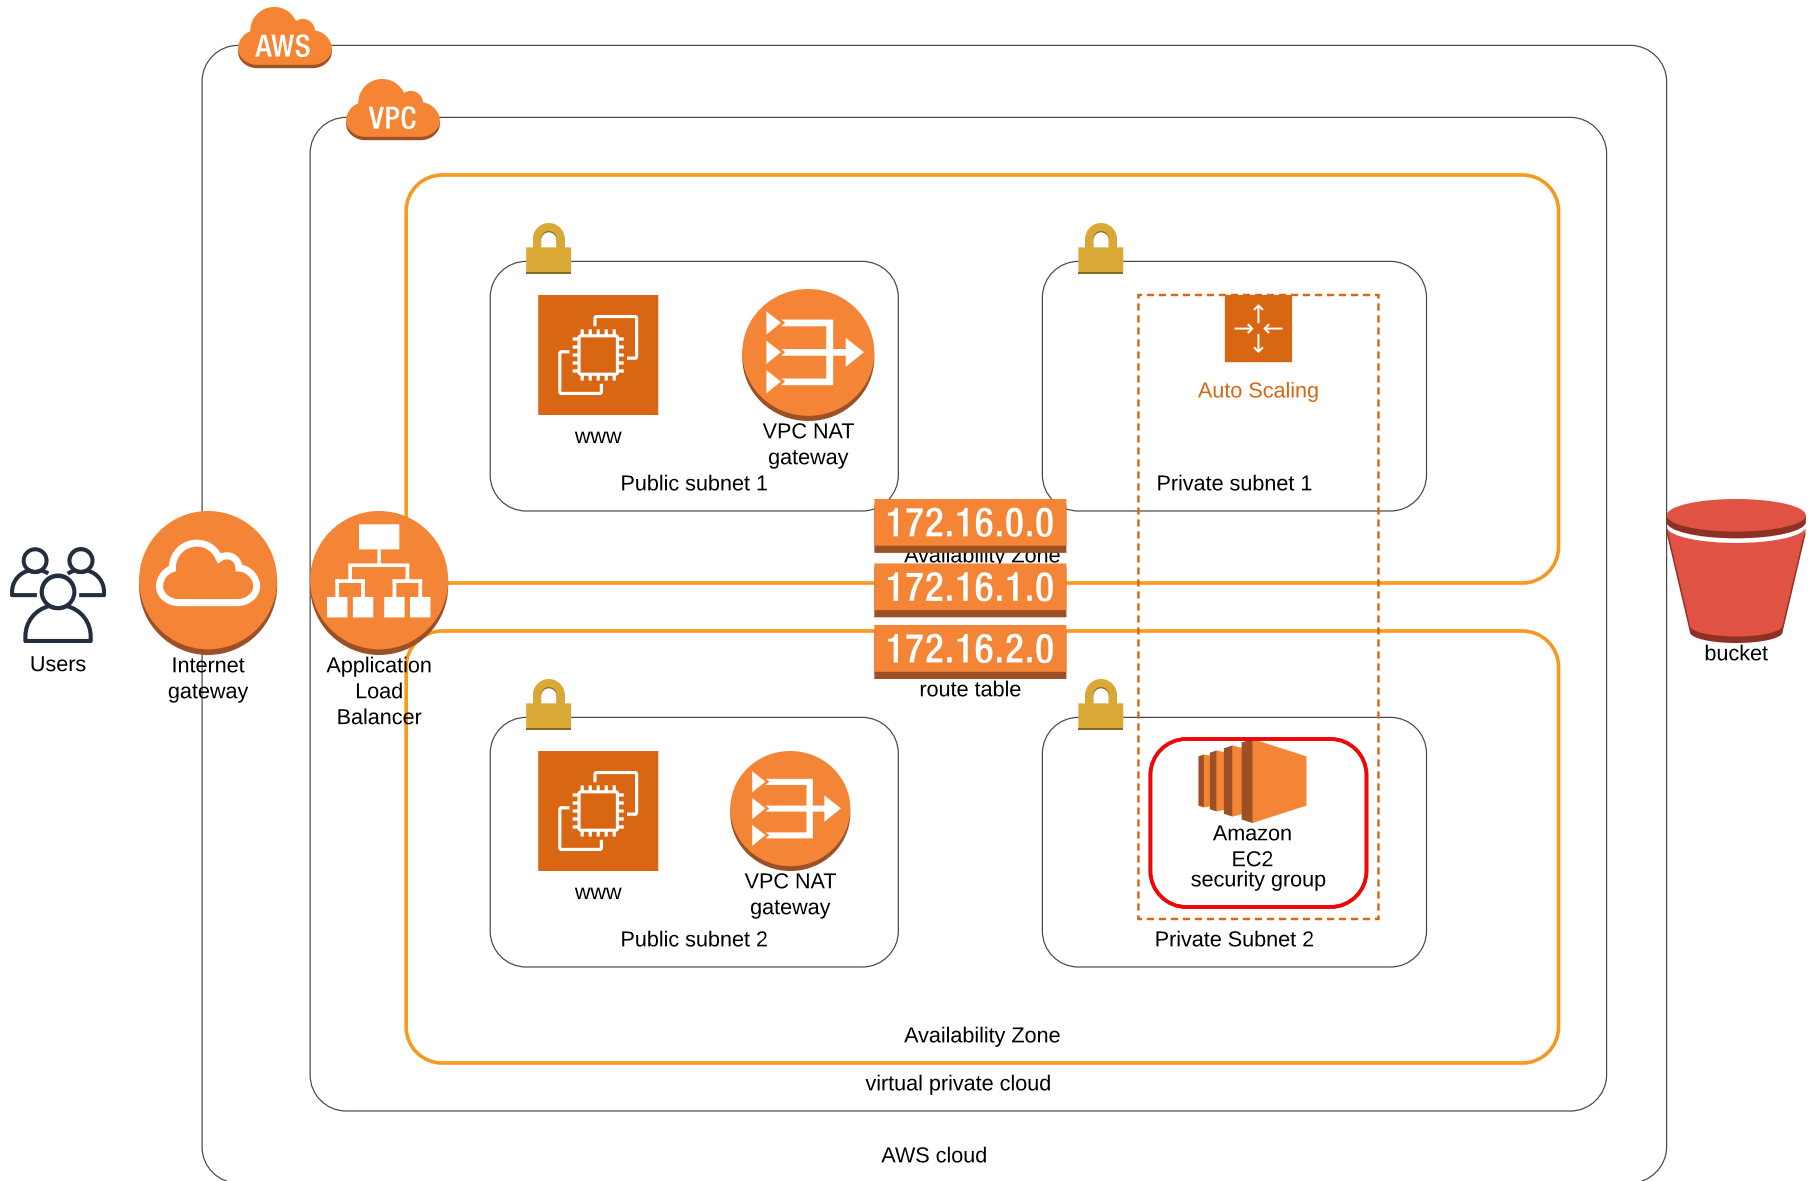 AWS
VPC
www
VPC NAT
gateway
Public subnet 1
Auto Scaling
Private subnet 1
172.16.0.0
Availability Zone
172.16.1.0
172.16.2.0
route table
Users
Internet
gateway
Application
Load
Balancer
bucket
www
VPC NAT
gateway
Public subnet 2
Amazon
EC2
security group
Private Subnet 2
Availability Zone
virtual private cloud
AWS cloud